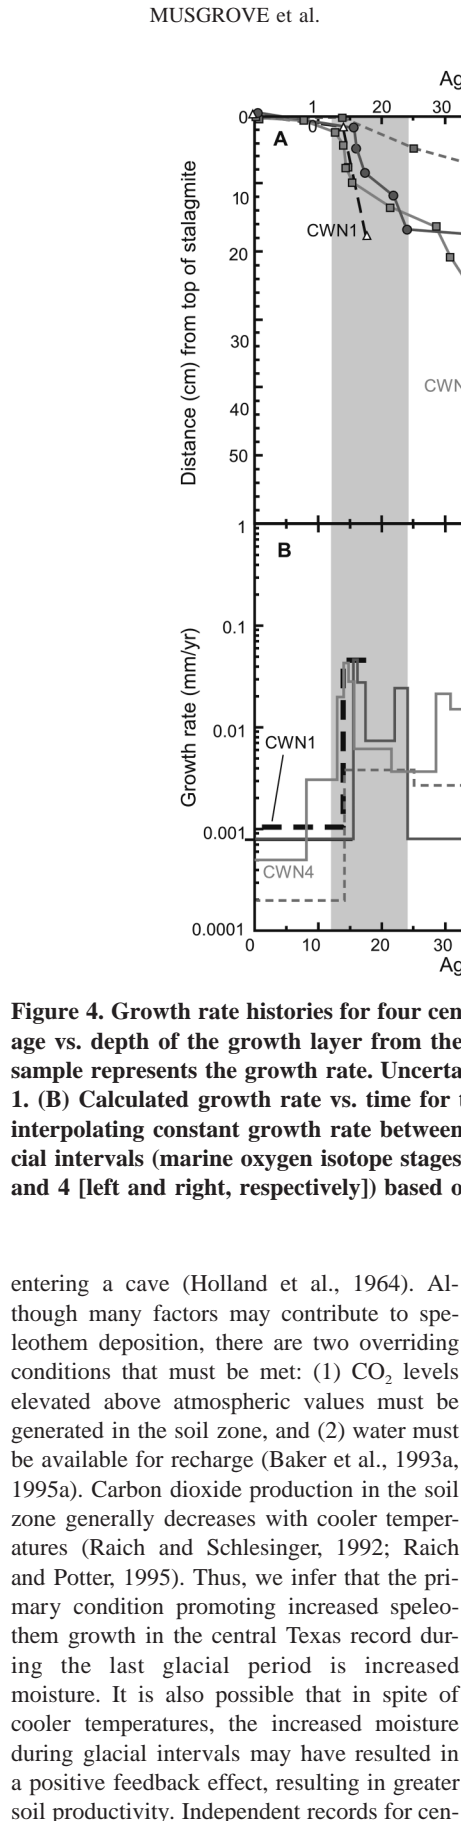 MUSGROVE et al.
Ag
1
0
20
30
0
A
10
CWN1
20
30
CWN
40
50
Distance (cm) from top of stalagmite
1
B
0.1
0.01
CWN1
0.001
CWN4
0.0001
Growth rate (mm/yr)
0
10
20
30
Ag
Figure 4. Growth rate histories for four cen
age vs. depth of the growth layer from the
sample represents the growth rate. Uncerta
1. (B) Calculated growth rate vs. time for t
interpolating constant growth rate between
cial intervals (marine oxygen isotope stages
and 4 [left and right, respectively]) based o
entering a cave (Holland et al., 1964). Al-
though many factors may contribute to spe-
leothem deposition, there are two overriding
conditions that must be met: (1) CO₂ levels
elevated above atmospheric values must be
generated in the soil zone, and (2) water must
be available for recharge (Baker et al., 1993a,
1995a). Carbon dioxide production in the soil
zone generally decreases with cooler temper-
atures (Raich and Schlesinger, 1992; Raich
and Potter, 1995). Thus, we infer that the pri-
mary condition promoting increased speleo-
them growth in the central Texas record dur-
ing the last glacial period is increased
moisture. It is also possible that in spite of
cooler temperatures, the increased moisture
during glacial intervals may have resulted in
a positive feedback effect, resulting in greater
soil productivity. Independent records for cen-